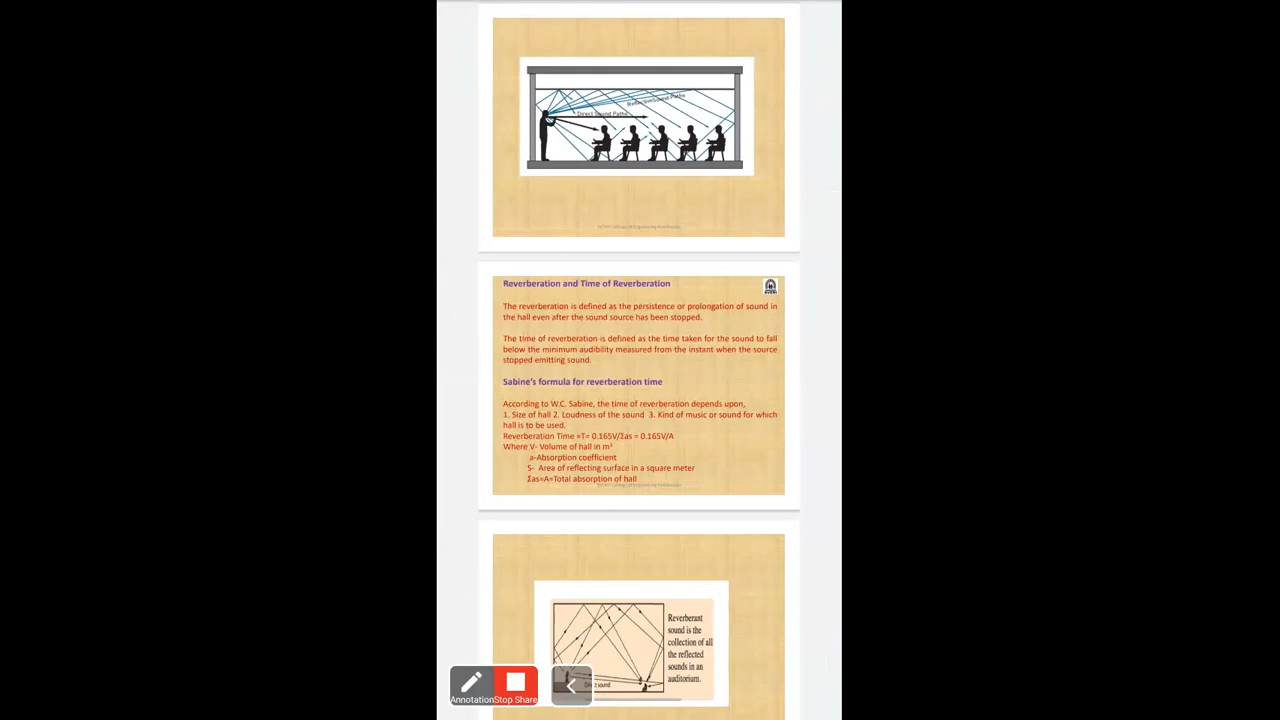 Reflective Sound Paths
Direct Sound Paths
Reverberation and Time of Reverberation
The reverberation is defined as the persistence or prolongation of sound in
the hall even after the sound source has been stopped.
The time of reverberation is defined as the time taken for the sound to fall
below the minimum audibility measured from the instant when the source
stopped emitting sound.
Sabine's formula for reverberation time
According to W.C. Sabine, the time of reverberation depends upon,
1. Size of hall 2. Loudness of the sound 3. Kind of music or sound for which
hall is to be used.
Reverberation Time =T= 0.165V/Σas = 0.165V/A
Where V- Volume of hall in m³
a-Absorption coefficient
S- Area of reflecting surface in a square meter
Σas=A=Total absorption of hall
Reverberant
sound is the
collection of all
the reflected
sounds in an
auditorium.
sound
Annotation Stop Share